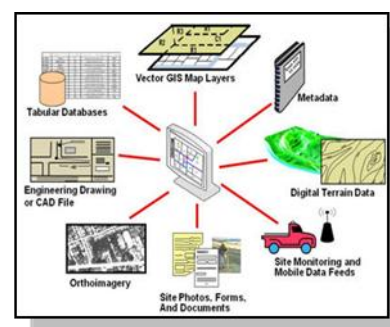 Vector GIS Map Layers
Metadata
Tabular Databases
Engineering Drawing
or CAD File
Digital Terrain Data
Orthoimagery
Site Photos, Forms,
And Documents
Site Monitoring and
Mobile Data Feeds